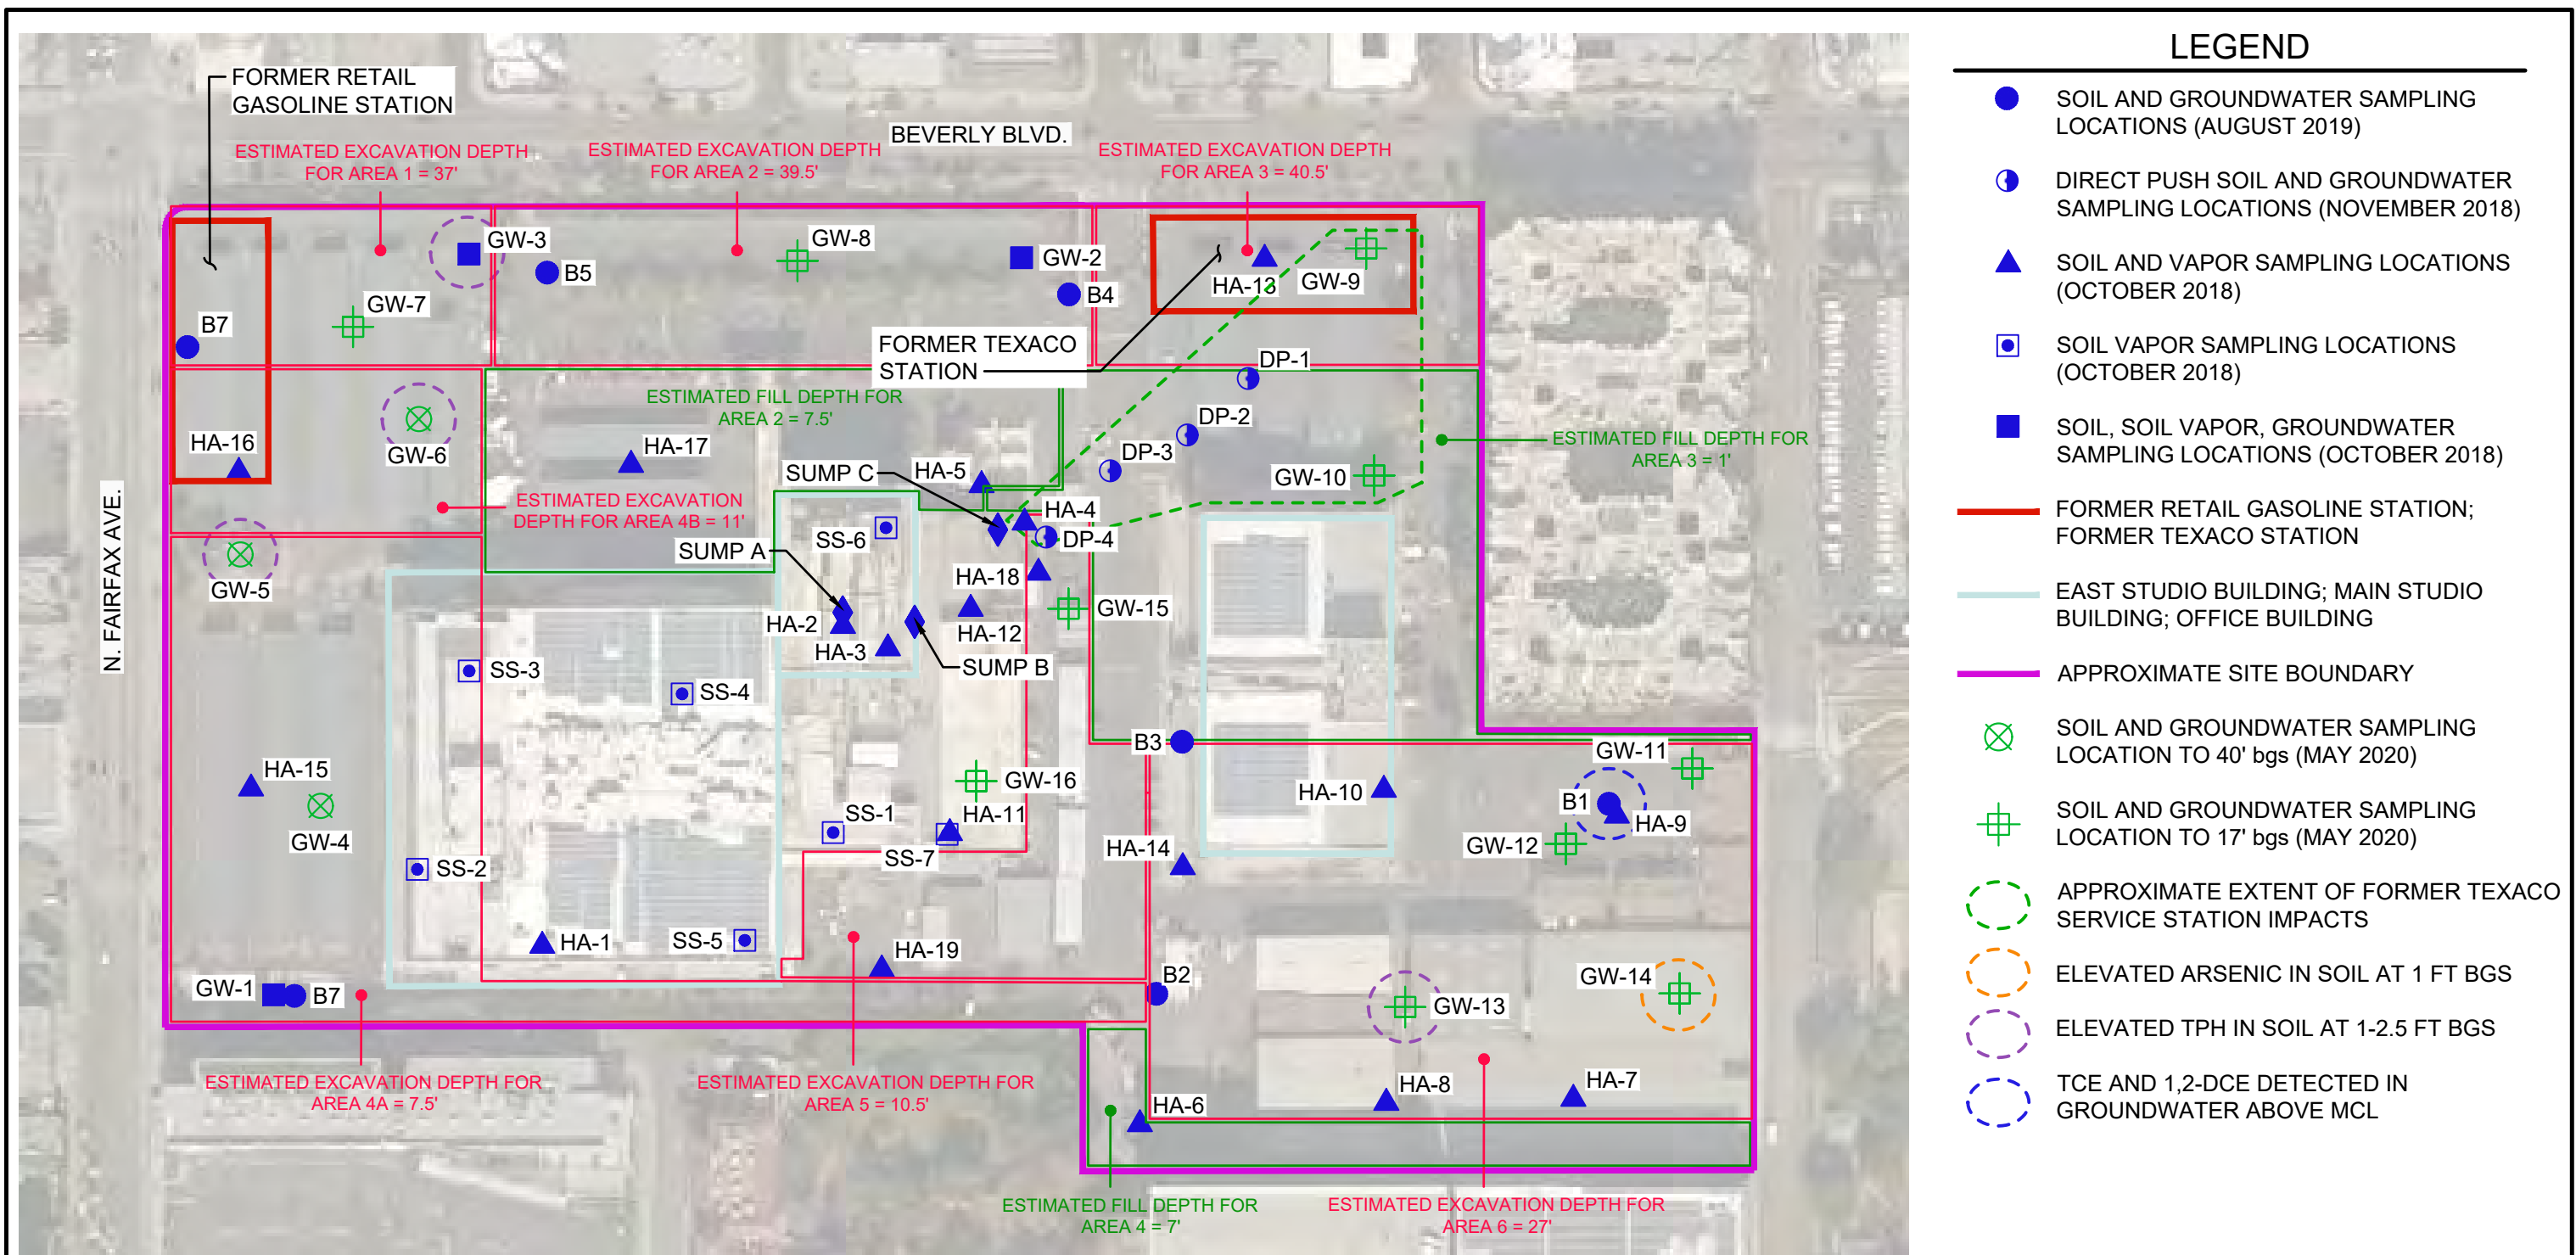 FORMER RETAIL
GASOLINE STATION
BEVERLY BLVD.
ESTIMATED EXCAVATION DEPTH
FOR AREA 1 = 37'
ESTIMATED EXCAVATION DEPTH
FOR AREA 2 = 39.5'
ESTIMATED EXCAVATION DEPTH
FOR AREA 3 = 40.5'
GW-3
B5
GW-8
GW-2
B4
HA-13
GW-9
GW-7
B7
FORMER TEXACO
STATION
DP-1
ESTIMATED FILL DEPTH FOR
AREA 2 = 7.5'
DP-2
ESTIMATED FILL DEPTH FOR
AREA 3 = 1'
HA-16
GW-6
HA-17
SUMP C
HA-5
DP-3
GW-10
ESTIMATED EXCAVATION
DEPTH FOR AREA 4B = 11'
HA-4
SS-6
DP-4
SUMP A
N. FAIRFAX AVE.
GW-5
HA-18
HA-2
HA-12
GW-15
HA-3
SUMP B
SS-3
SS-4
B3
GW-11
HA-15
GW-16
HA-10
B1
HA-9
GW-4
SS-1
HA-11
SS-7
HA-14
GW-12
SS-2
HA-1
SS-5
HA-19
B2
GW-14
GW-1
B7
GW-13
ESTIMATED EXCAVATION DEPTH FOR
AREA 4A = 7.5'
ESTIMATED EXCAVATION DEPTH FOR
AREA 5 = 10.5'
HA-6
HA-8
HA-7
ESTIMATED FILL DEPTH FOR
AREA 4 = 7'
ESTIMATED EXCAVATION DEPTH FOR
AREA 6 = 27'
LEGEND
SOIL AND GROUNDWATER SAMPLING
LOCATIONS (AUGUST 2019)
DIRECT PUSH SOIL AND GROUNDWATER
SAMPLING LOCATIONS (NOVEMBER 2018)
SOIL AND VAPOR SAMPLING LOCATIONS
(OCTOBER 2018)
SOIL VAPOR SAMPLING LOCATIONS
(OCTOBER 2018)
SOIL, SOIL VAPOR, GROUNDWATER
SAMPLING LOCATIONS (OCTOBER 2018)
FORMER RETAIL GASOLINE STATION;
FORMER TEXACO STATION
EAST STUDIO BUILDING; MAIN STUDIO
BUILDING; OFFICE BUILDING
APPROXIMATE SITE BOUNDARY
SOIL AND GROUNDWATER SAMPLING
LOCATION TO 40' bgs (MAY 2020)
SOIL AND GROUNDWATER SAMPLING
LOCATION TO 17' bgs (MAY 2020)
APPROXIMATE EXTENT OF FORMER TEXACO
SERVICE STATION IMPACTS
ELEVATED ARSENIC IN SOIL AT 1 FT BGS
ELEVATED TPH IN SOIL AT 1-2.5 FT BGS
TCE AND 1,2-DCE DETECTED IN
GROUNDWATER ABOVE MCL